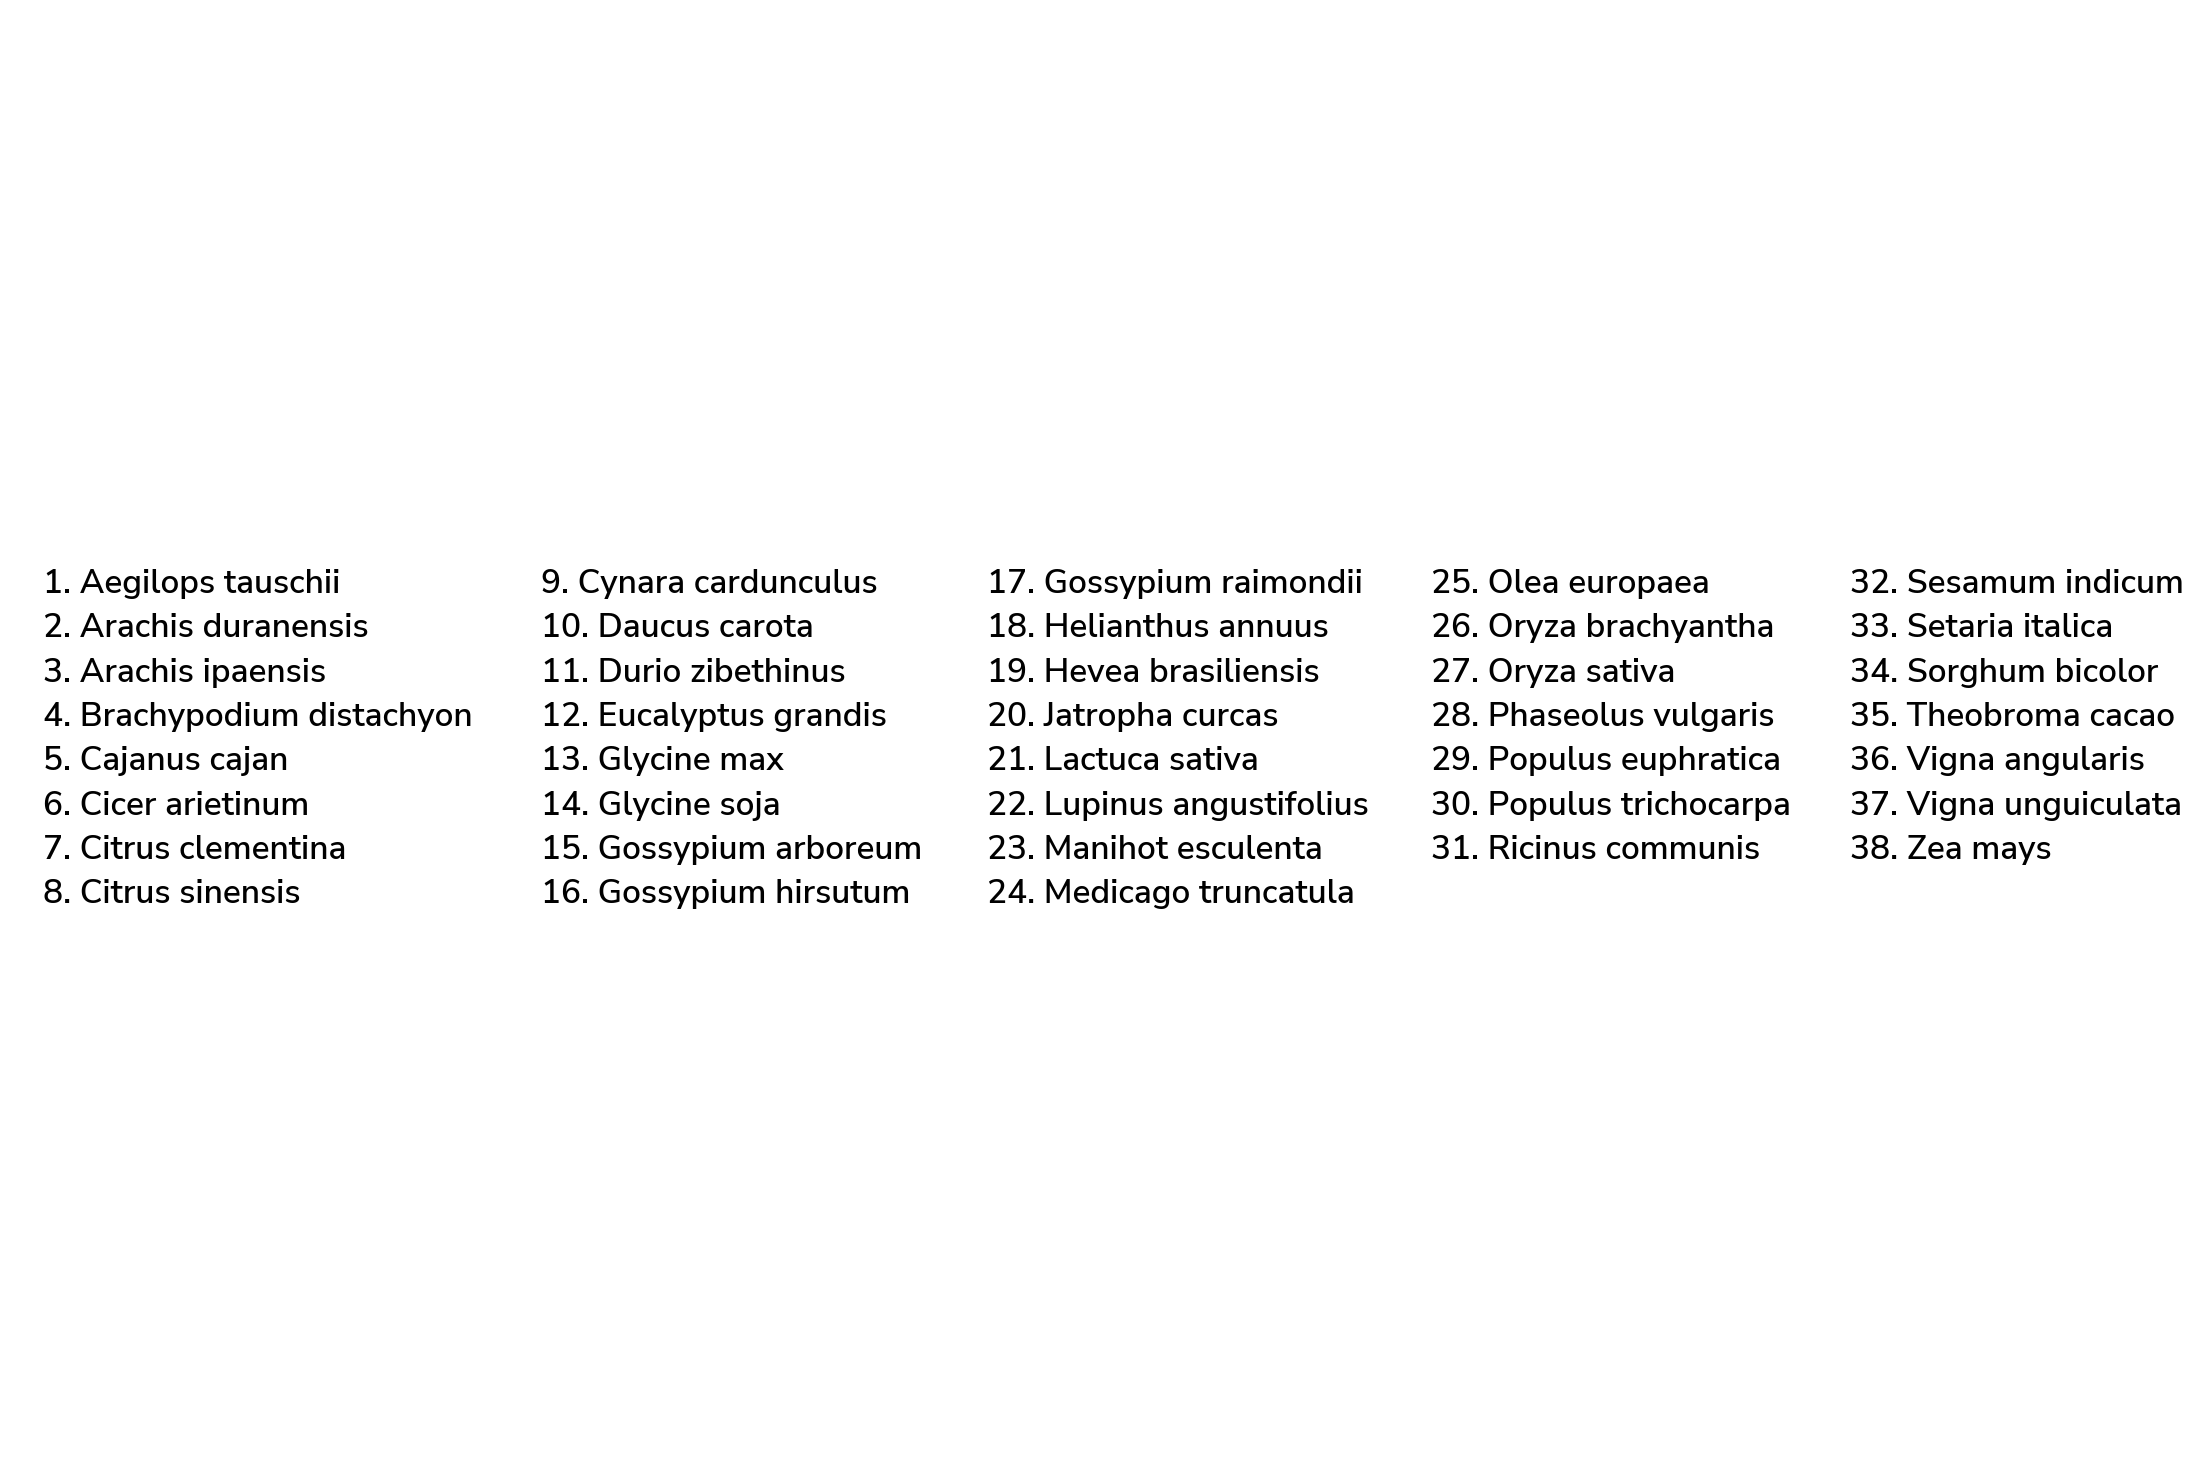 1. Aegilops tauschii
2. Arachis duranensis
3. Arachis ipaensis
4. Brachypodium distachyon
5. Cajanus cajan
6. Cicer arietinum
7. Citrus clementina
8. Citrus sinensis
9. Cynara cardunculus
10. Daucus carota
11. Durio zibethinus
12. Eucalyptus grandis
13. Glycine max
14. Glycine soja
15. Gossypium arboreum
16. Gossypium hirsutum
17. Gossypium raimondii
18. Helianthus annuus
19. Hevea brasiliensis
20. Jatropha curcas
21. Lactuca sativa
22. Lupinus angustifolius
23. Manihot esculenta
24. Medicago truncatula
25. Olea europaea
26. Oryza brachyantha
27. Oryza sativa
28. Phaseolus vulgaris
29. Populus euphratica
30. Populus trichocarpa
31. Ricinus communis
32. Sesamum indicum
33. Setaria italica
34. Sorghum bicolor
35. Theobroma cacao
36. Vigna angularis
37. Vigna unguiculata
38. Zea mays